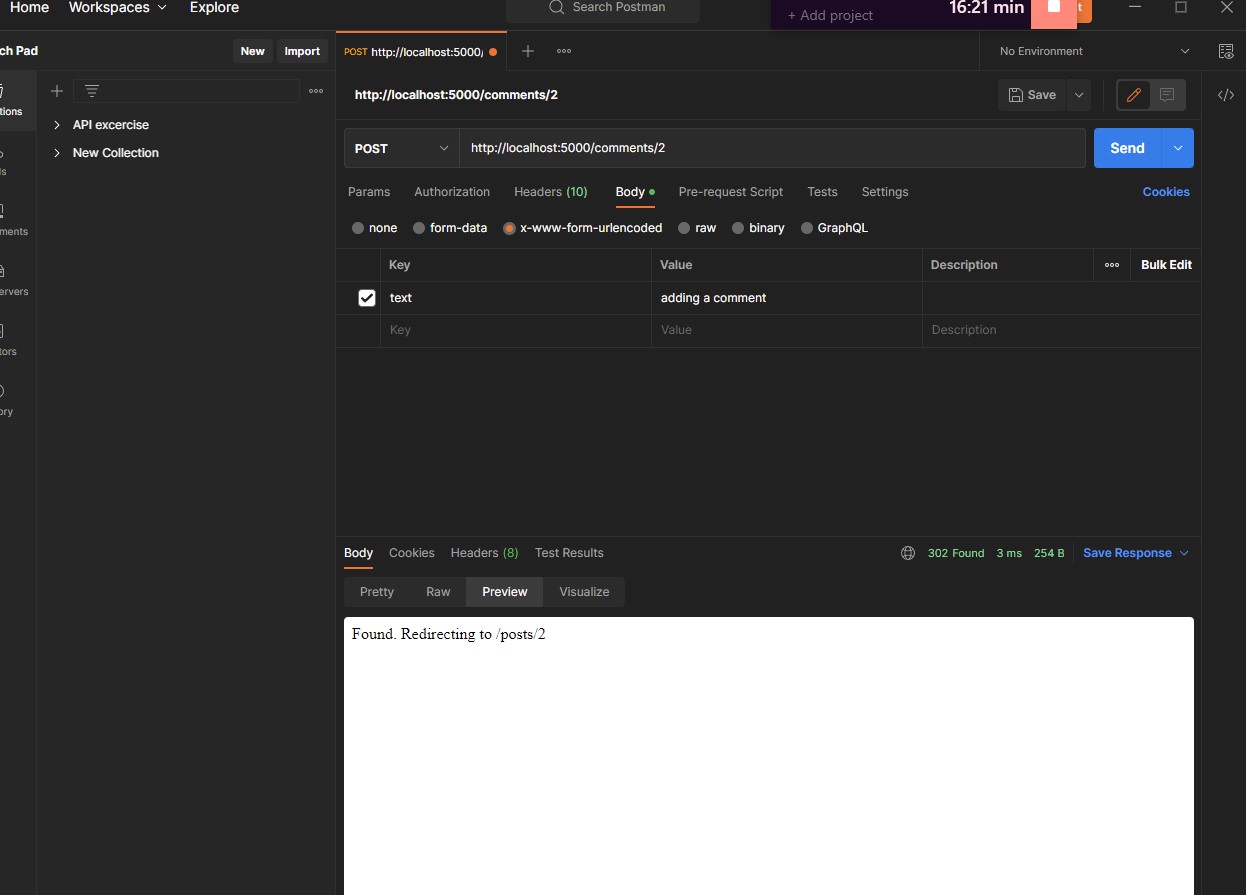 Home Workspaces Explore Search Postman + Add project 16:21 min t
ch Pad New Import POST http://localhost:5000/ No Environment
http://localhost:5000/comments/2 Save
tions API excercise
New Collection
POST http://localhost:5000/comments/2 Send
ls
Params Authorization Headers (10) Body Pre-request Script Tests Settings Cookies
ments none form-data x-www-form-urlencoded raw binary GraphQL
Key Value Description Bulk Edit
ervers text adding a comment
Key Value Description
tors
ory
Body Cookies Headers (8) Test Results 302 Found 3 ms 254 B Save Response
Pretty Raw Preview Visualize
Found. Redirecting to /posts/2